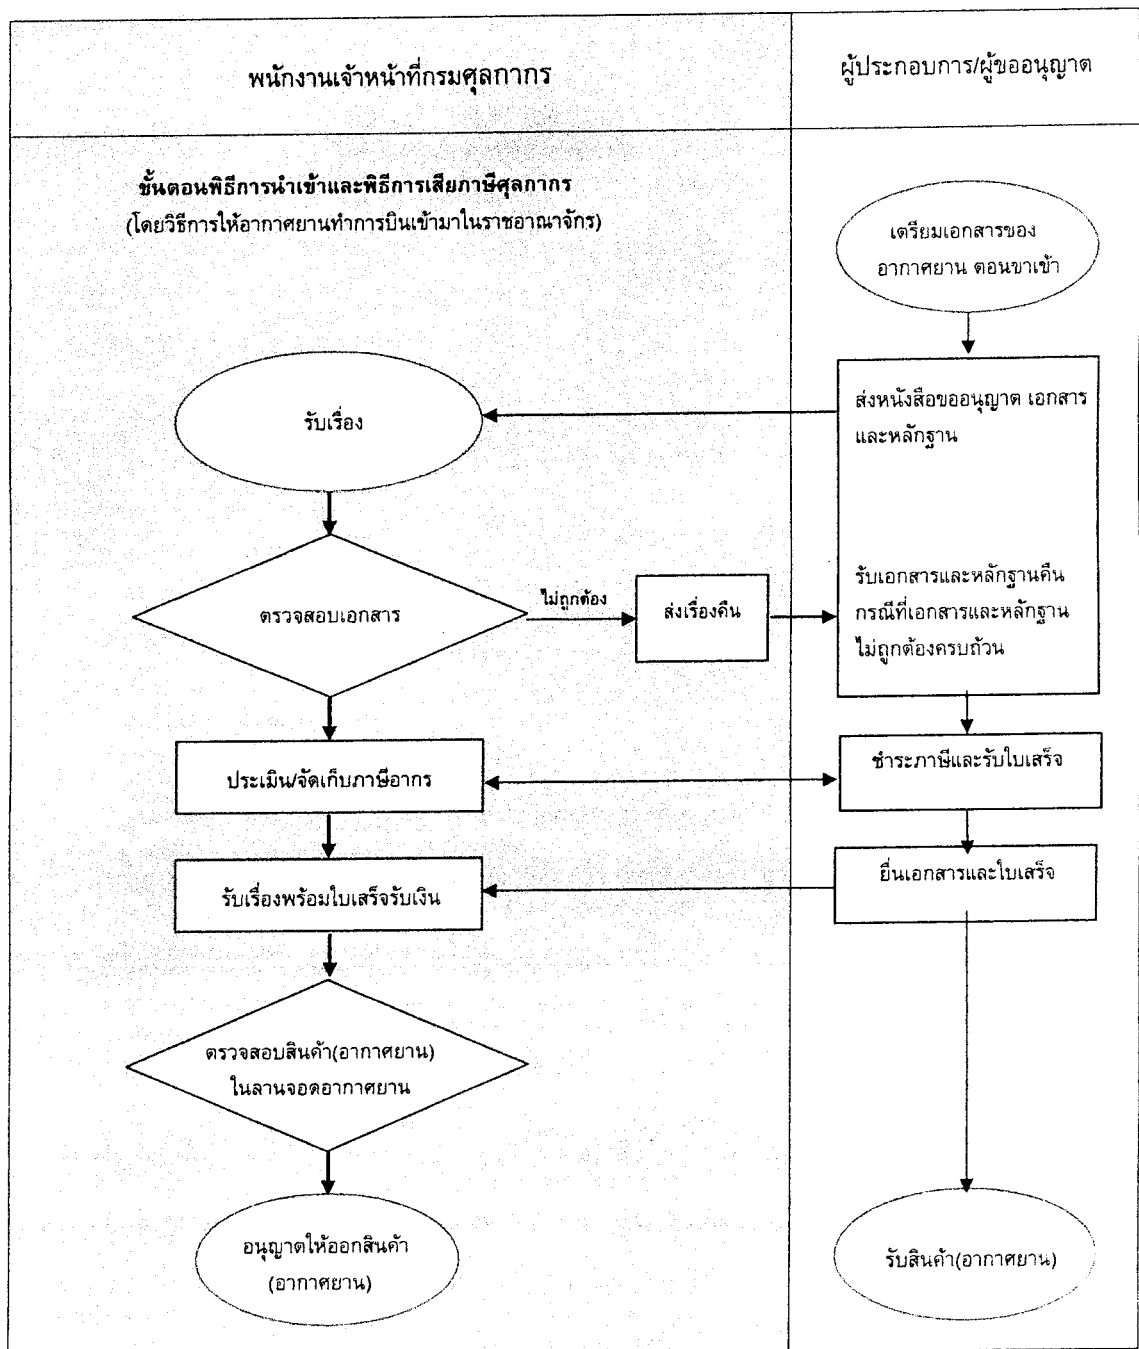 พนักงานเจ้าหน้าที่กรมศุลกากร
ผู้ประกอบการ/ผู้ขออนุญาต
ขั้นตอนพิธีการนำเข้าและพิธีการเสียภาษีศุลกากร
(โดยวิธีการให้อากาศยานทำการบินเข้ามาในราชอาณาจักร)
เตรียมเอกสารของ
อากาศยาน ตอนขาเข้า
ส่งหนังสือขออนุญาต เอกสาร
และหลักฐาน
รับเรื่อง
รับเอกสารและหลักฐานคืน
กรณีที่เอกสารและหลักฐาน
ไม่ถูกต้องครบถ้วน
ตรวจสอบเอกสาร
ไม่ถูกต้อง
ส่งเรื่องคืน
ประเมิน/จัดเก็บภาษีอากร
ชำระภาษีและรับใบเสร็จ
รับเรื่องพร้อมใบเสร็จรับเงิน
ยื่นเอกสารและใบเสร็จ
ตรวจสอบสินค้า(อากาศยาน)
ในลานจอดอากาศยาน
อนุญาตให้ออกสินค้า
(อากาศยาน)
รับสินค้า(อากาศยาน)